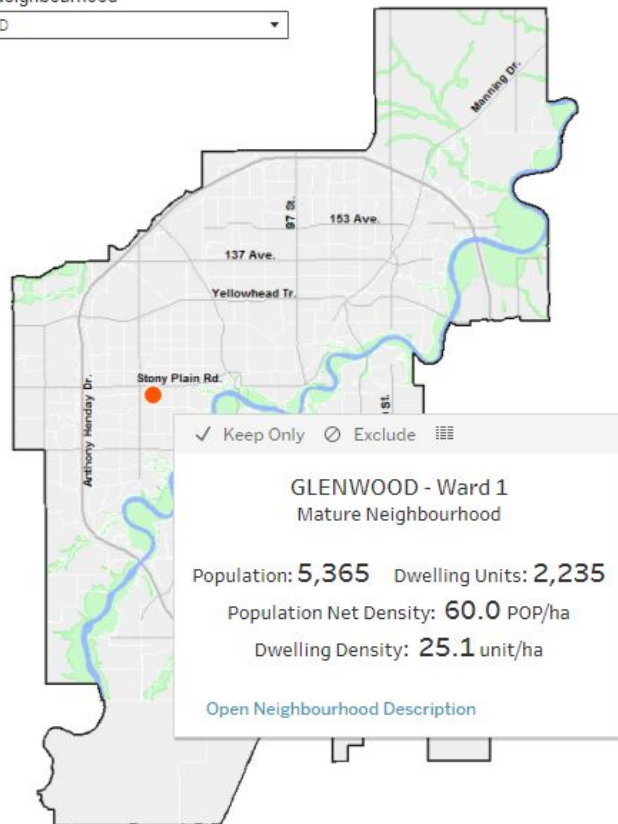 Neighbourhood
D
Manning Dr.
97 St.
153 Ave.
137 Ave.
Yellowhead Tr.
Stony Plain Rd.
Anthony Henday Dr.
St.
Keep Only Exclude
GLENWOOD - Ward 1
Mature Neighbourhood
Population: 5,365 Dwelling Units: 2,235
Population Net Density: 60.0 POP/ha
Dwelling Density: 25.1 unit/ha
Open Neighbourhood Description